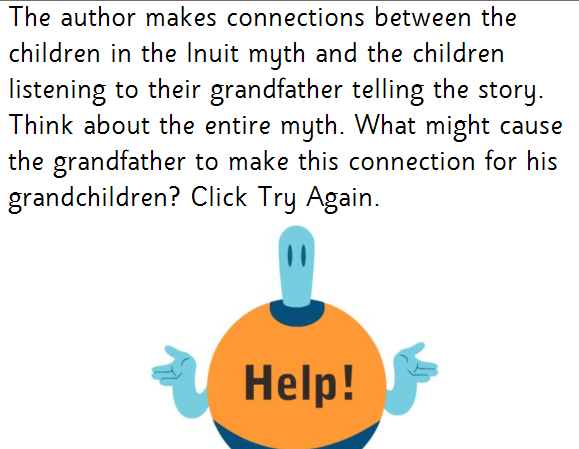 The author makes connections between the
children in the Inuit myth and the children
listening to their grandfather telling the story.
Think about the entire myth. What might cause
the grandfather to make this connection for his
grandchildren? Click Try Again.
Help!